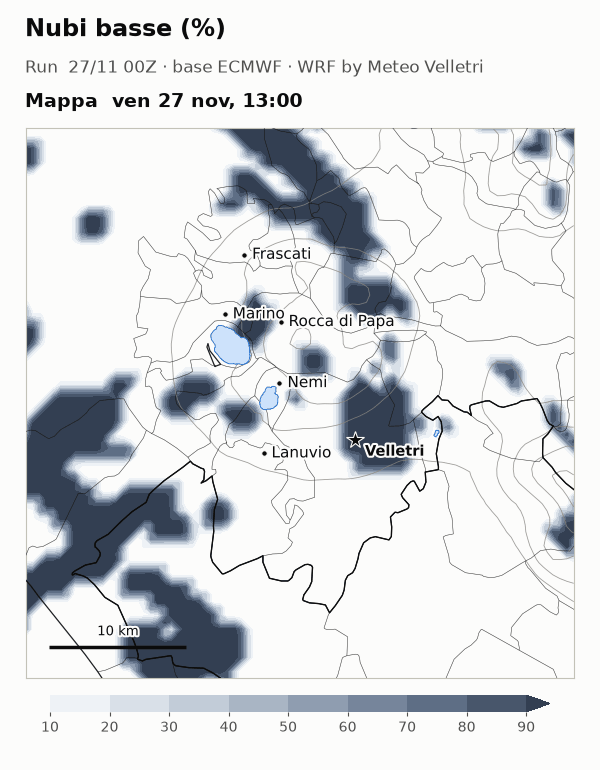 Nubi basse (%)
Run  27/11 00Z · base ECMWF · WRF by Meteo Velletri
Mappa  ven 27 nov, 13:00
Frascati
Marino
Rocca di Papa
Nemi
Velletri
Lanuvio
10 km
10 20 30 40 50 60 70 80 90